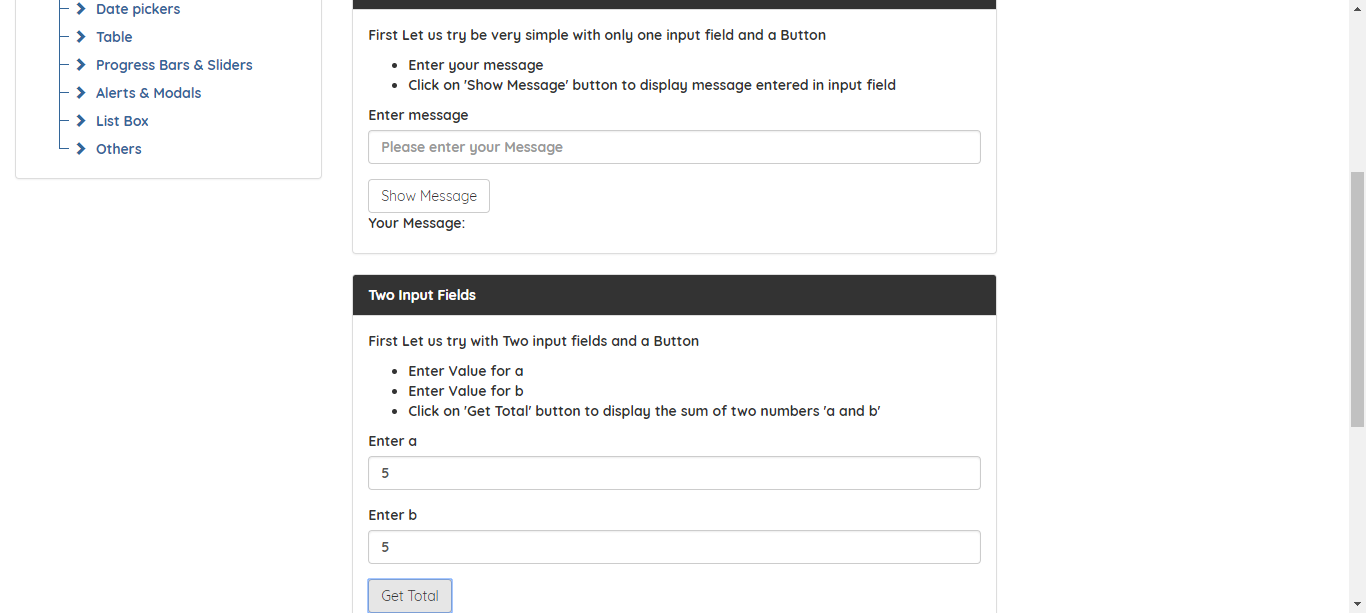 Date pickers
Table
Progress Bars & Sliders
Alerts & Modals
List Box
Others
First Let us try be very simple with only one input field and a Button
Enter your message
Click on 'Show Message' button to display message entered in input field
Enter message
Please enter your Message
Show Message
Your Message:
Two Input Fields
First Let us try with Two input fields and a Button
Enter Value for a
Enter Value for b
Click on 'Get Total' button to display the sum of two numbers 'a and b'
Enter a
5
Enter b
5
Get Total